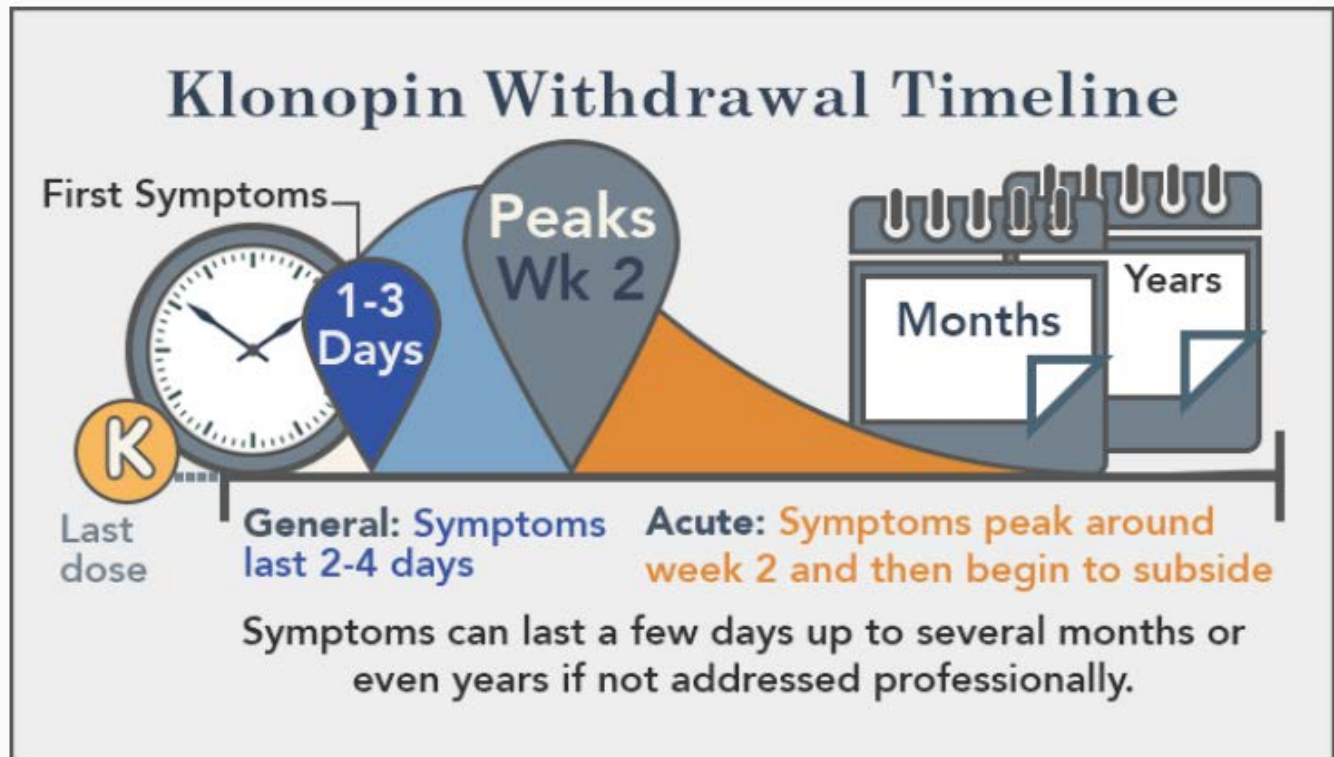 Klonopin Withdrawal Timeline
First Symptoms
1-3
Days
Peaks
Wk 2
Months
Years
K
Last
dose
General: Symptoms
last 2-4 days
Acute: Symptoms peak around
week 2 and then begin to subside
Symptoms can last a few days up to several months or
even years if not addressed professionally.